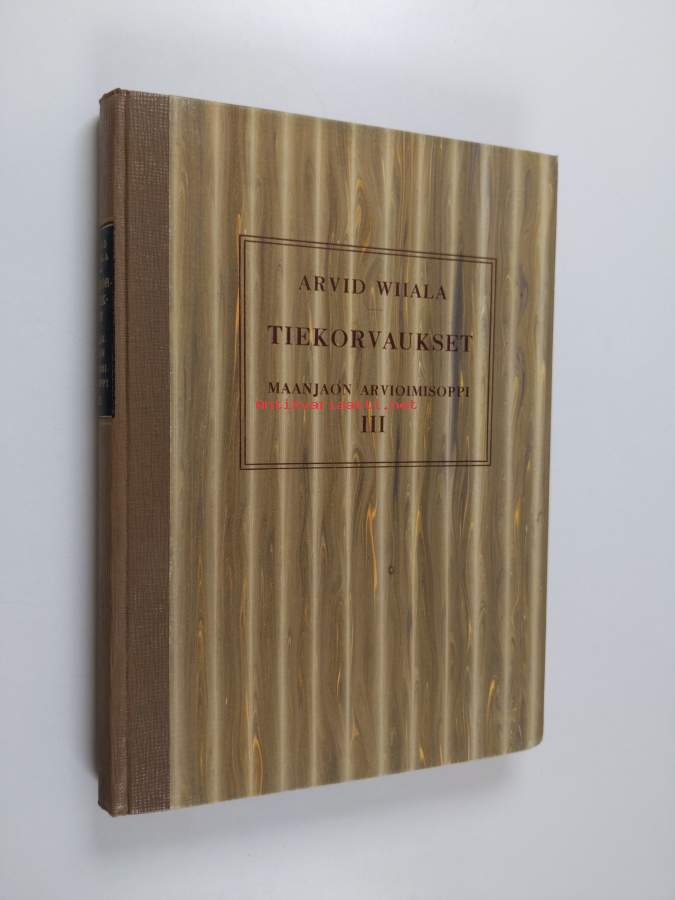 ARVID WIIALA
TIEKORVAUKSET
MAANJAON ARVIOIMISOPPI
antikvariaatti.net
III